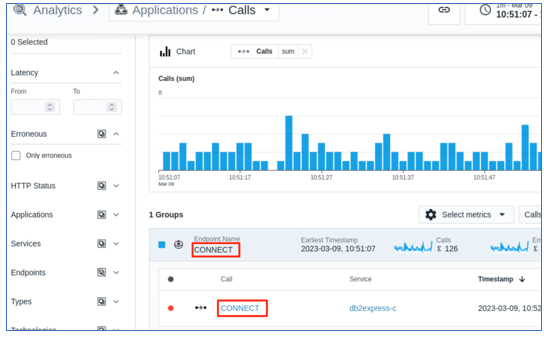 Analytics > Applications / Calls
1m - Mar 09
10:51:07 -
0 Selected
Chart
Calls sum ×
Latency
From To
Calls (sum)
8
Erroneous
Only erroneous
HTTP Status
10:51:07 10:51:17 10:51:27 10:51:37 10:51:47
Mar 09
Applications
1 Groups
Select metrics
Calls
Services
Endpoint Name
CONNECT
Earliest Timestamp
2023-03-09, 10:51:07
Calls
Σ 126
Err
Σ
Endpoints
Call Service Timestamp ↓
Types
CONNECT db2express-c 2023-03-09, 10:52
Technologies